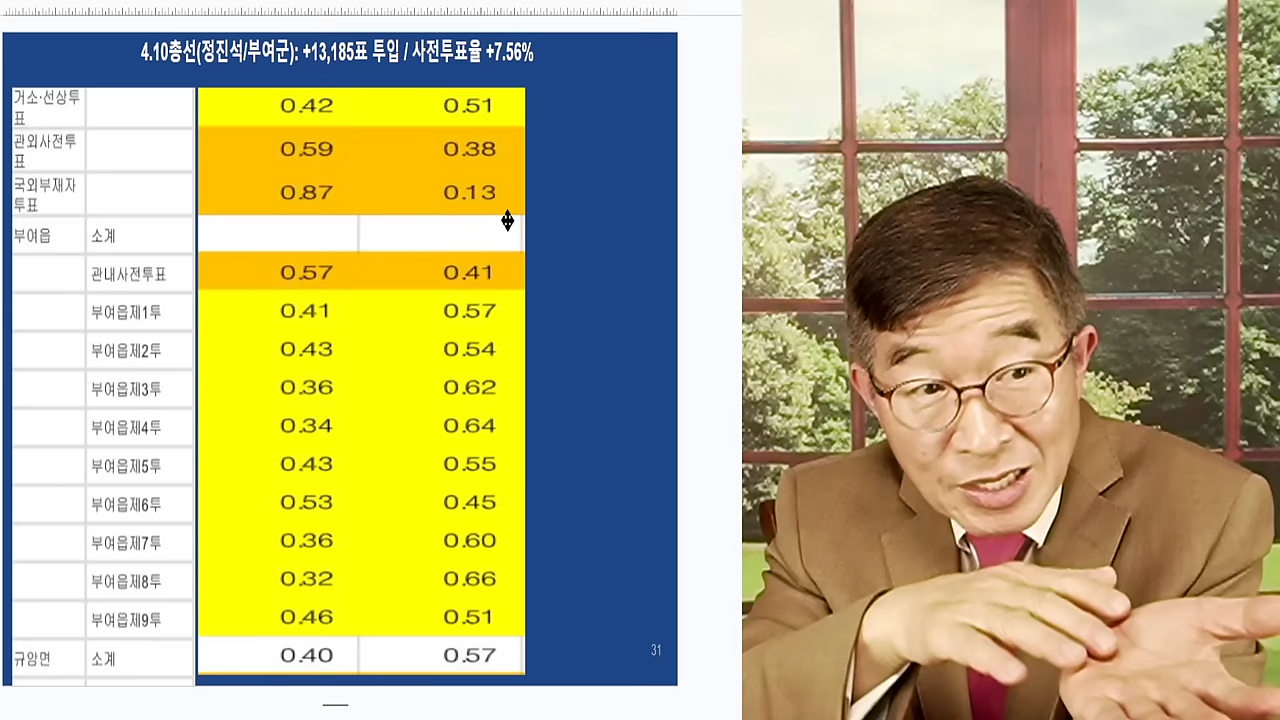 4.10총선(정진석/부여군): +13,185표 투입 / 사전투표율 +7.56%
거소·선상투표 0.42 0.51
관외사전투표 0.59 0.38
국외부재자투표 0.87 0.13
부여읍 소계
관내사전투표 0.57 0.41
부여읍제1투 0.41 0.57
부여읍제2투 0.43 0.54
부여읍제3투 0.36 0.62
부여읍제4투 0.34 0.64
부여읍제5투 0.43 0.55
부여읍제6투 0.53 0.45
부여읍제7투 0.36 0.60
부여읍제8투 0.32 0.66
부여읍제9투 0.46 0.51
규암면 소계 0.40 0.57
31